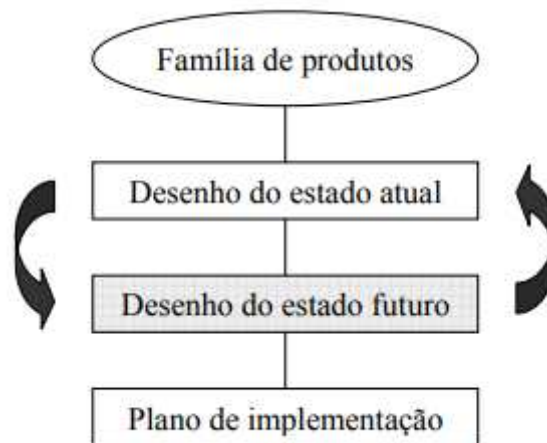 Família de produtos
Desenho do estado atual
Desenho do estado futuro
Plano de implementação